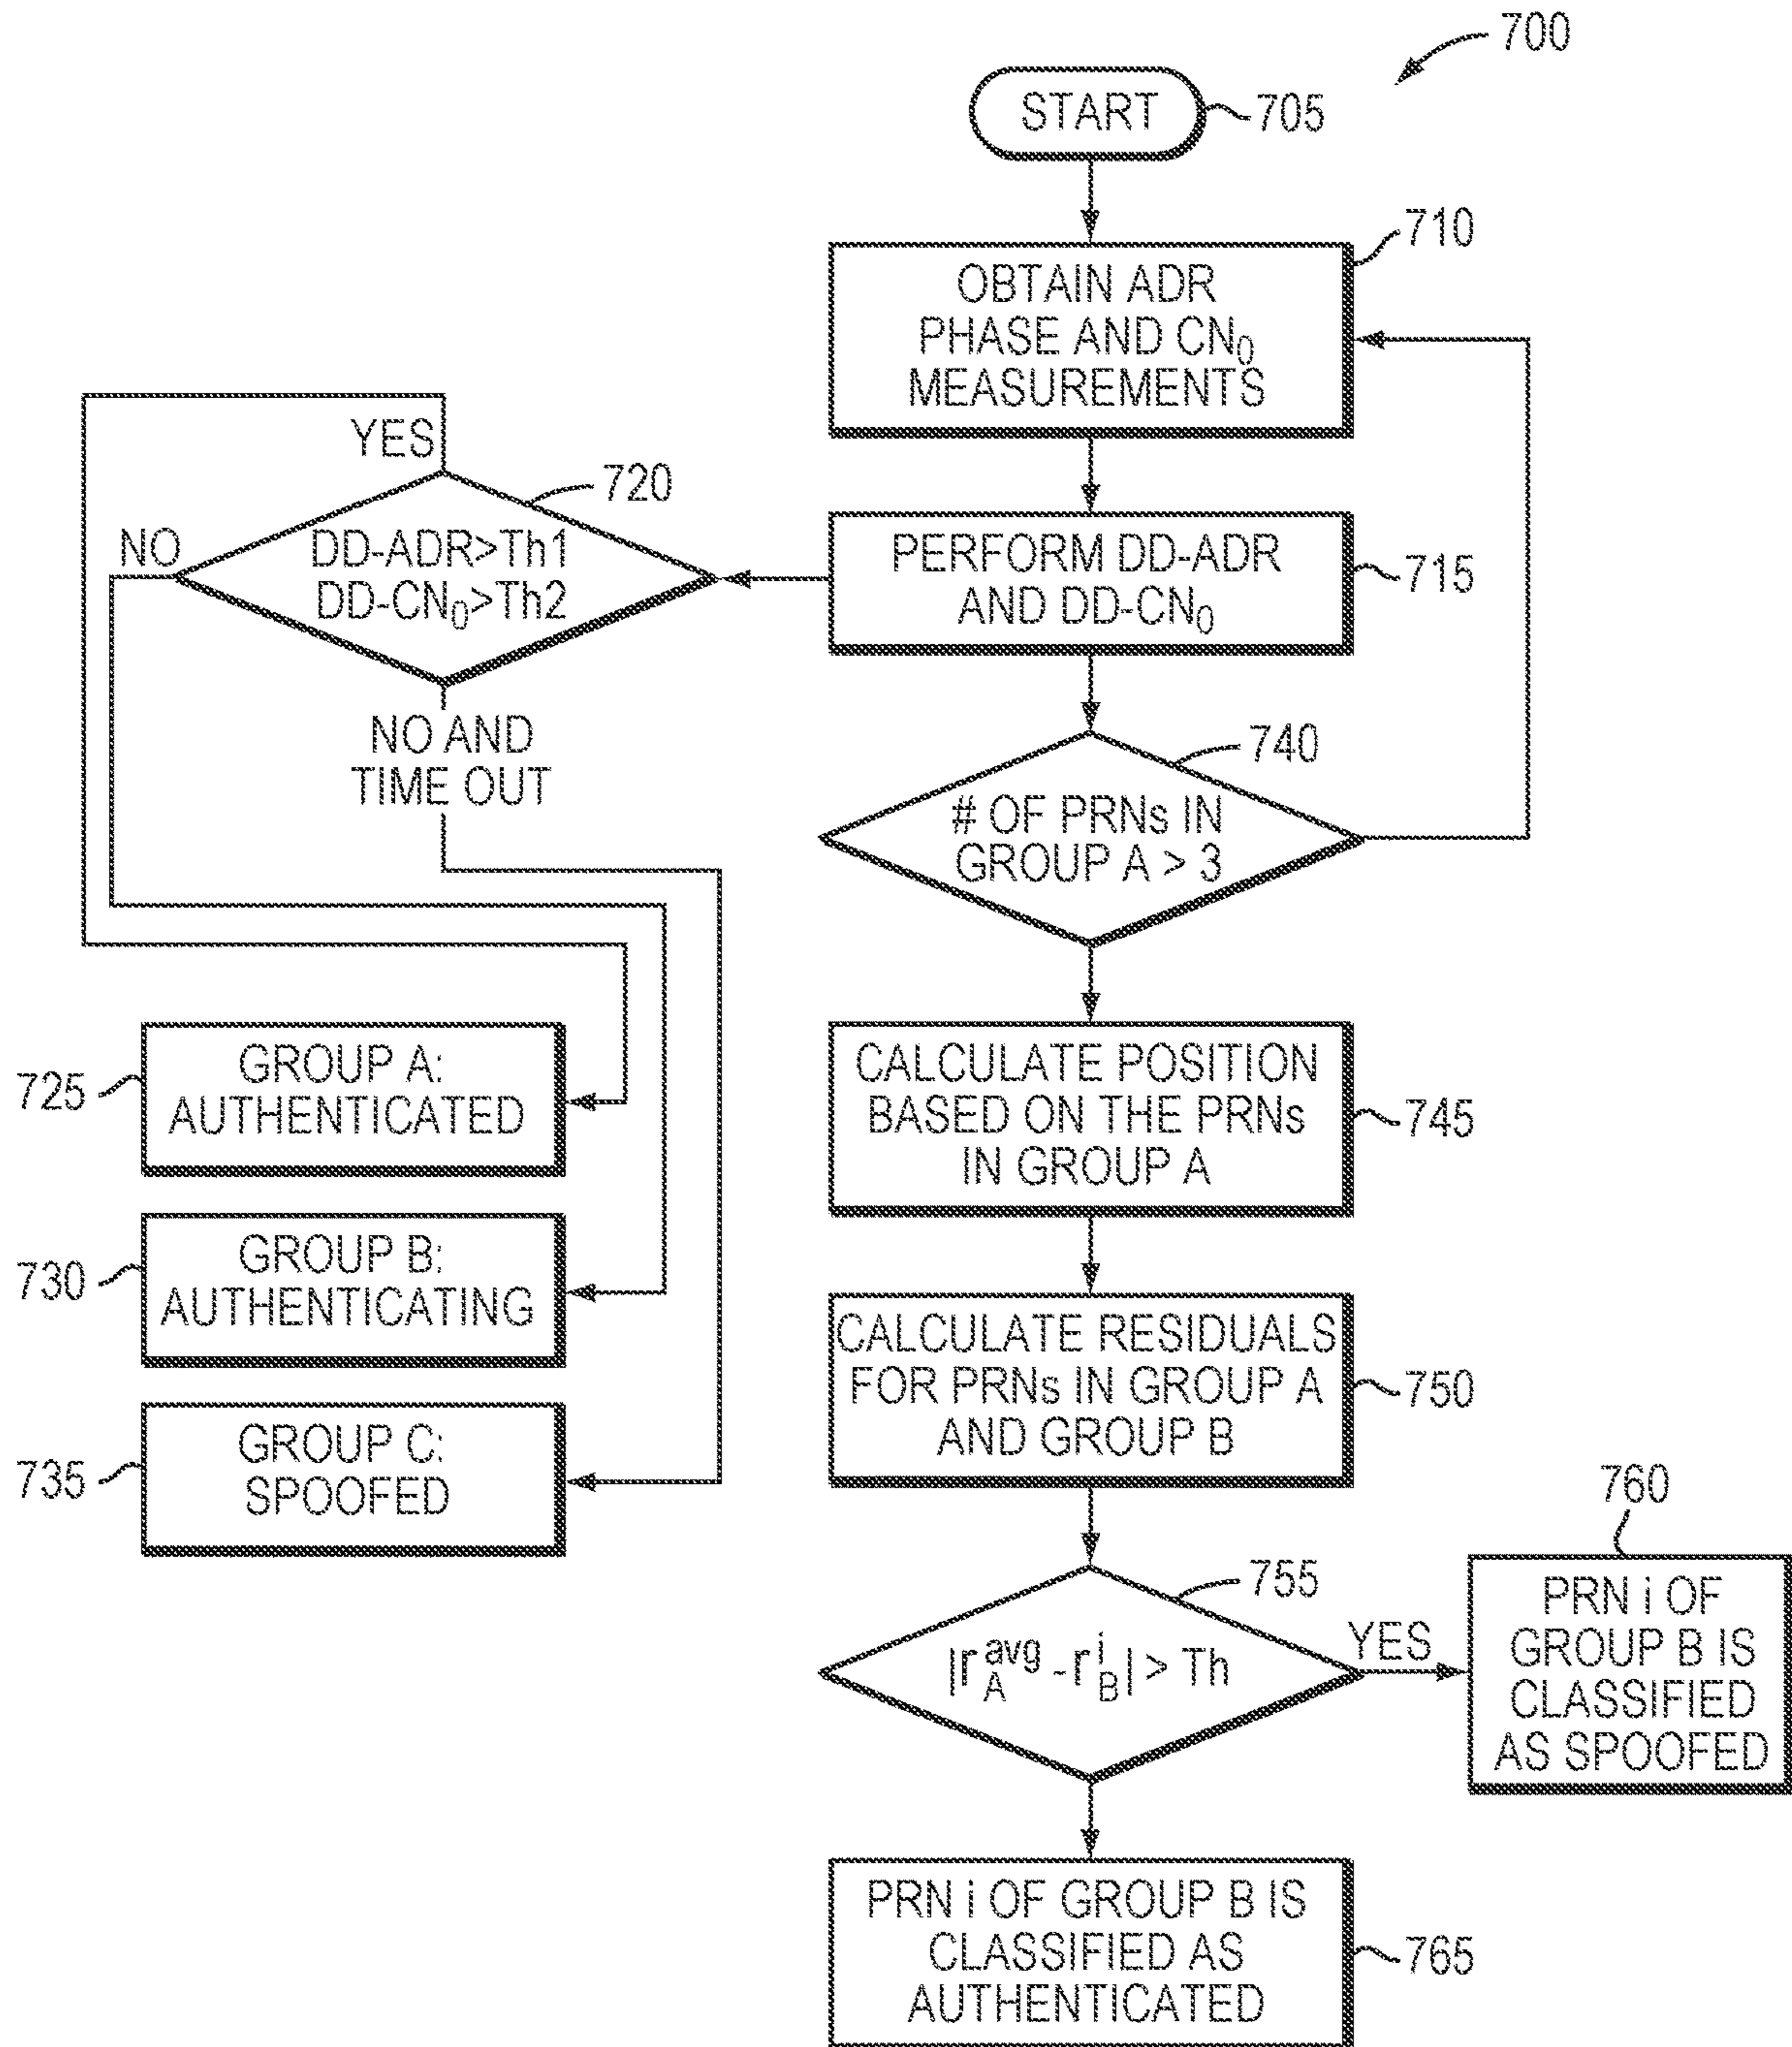 700
START
705
710
OBTAIN ADR
PHASE AND CN₀
MEASUREMENTS
YES
720
NO
DD-ADR>Th1
DD-CN₀>Th2
PERFORM DD-ADR
AND DD-CN₀
715
NO AND
TIME OUT
740
# OF PRNs IN
GROUP A > 3
725
GROUP A:
AUTHENTICATED
CALCULATE POSITION
BASED ON THE PRNs
IN GROUP A
745
730
GROUP B:
AUTHENTICATING
CALCULATE RESIDUALS
FOR PRNs IN GROUP A
AND GROUP B
750
735
GROUP C:
SPOOFED
755
|r_A^avg - r_B^i| > Th
YES
760
PRN i OF
GROUP B IS
CLASSIFIED
AS SPOOFED
PRN i OF GROUP B IS
CLASSIFIED AS
AUTHENTICATED
765